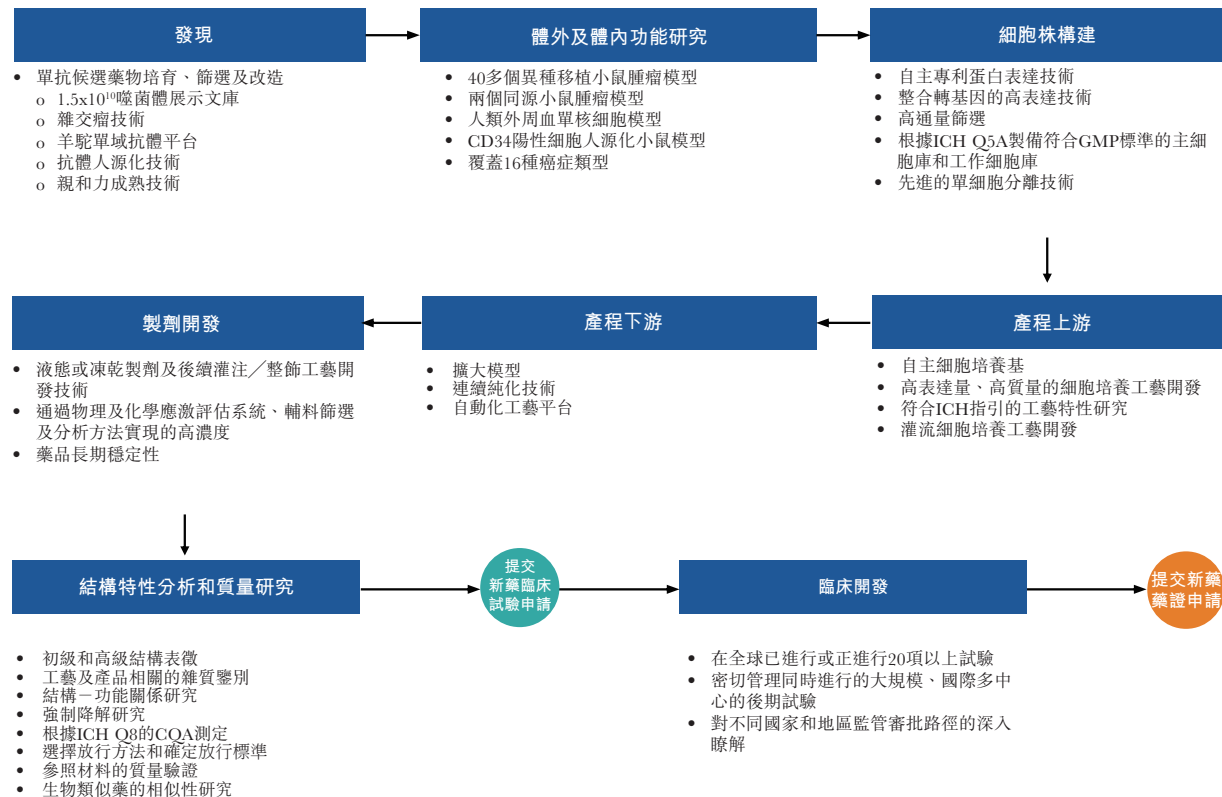 發現
• 單抗候選藥物培育、篩選及改造
o 1.5x10¹⁰噬菌體展示文庫
o 雜交瘤技術
o 羊駝單域抗體平台
o 抗體人源化技術
o 親和力成熟技術
體外及體內功能研究
• 40多個異種移植小鼠腫瘤模型
• 兩個同源小鼠腫瘤模型
• 人類外周血單核細胞模型
• CD34陽性細胞人源化小鼠模型
• 覆蓋16種癌症類型
細胞株構建
• 自主專利蛋白表達技術
• 整合轉基因的高表達技術
• 高通量篩選
• 根據ICH Q5A製備符合GMP標準的主細
胞庫和工作細胞庫
• 先進的單細胞分離技術
產程上游
• 自主細胞培養基
• 高表達量、高質量的細胞培養工藝開發
• 符合ICH指引的工藝特性研究
• 灌流細胞培養工藝開發
產程下游
• 擴大模型
• 連續純化技術
• 自動化工藝平台
製劑開發
• 液態或凍乾製劑及後續灌注／整飾工藝開
發技術
• 通過物理及化學應激評估系統、輔料篩選
及分析方法實現的高濃度
• 藥品長期穩定性
結構特性分析和質量研究
• 初級和高級結構表徵
• 工藝及產品相關的雜質鑒別
• 結構－功能關係研究
• 強制降解研究
• 根據ICH Q8的CQA測定
• 選擇放行方法和確定放行標準
• 參照材料的質量驗證
• 生物類似藥的相似性研究
提交
新藥臨床
試驗申請
臨床開發
• 在全球已進行或正進行20項以上試驗
• 密切管理同時進行的大規模、國際多中
心的後期試驗
• 對不同國家和地區監管審批路徑的深入
瞭解
提交新藥
藥證申請